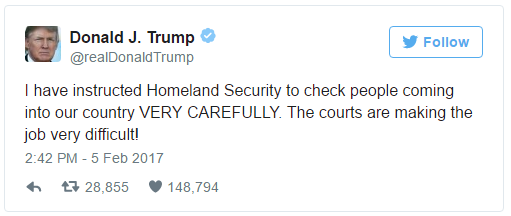 Donald J. Trump
Follow
@realDonaldTrump
I have instructed Homeland Security to check people coming
into our country VERY CAREFULLY. The courts are making the
job very difficult!
2:42 PM - 5 Feb 2017
28,855 148,794